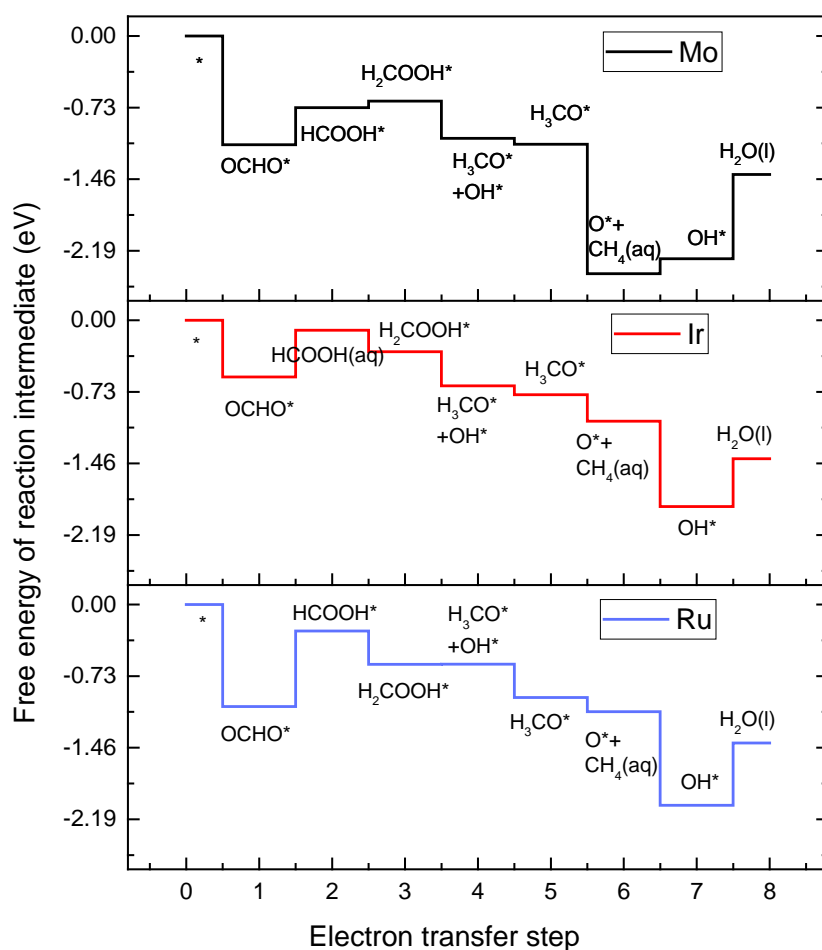 Free energy of reaction intermediate (eV)
0.00
-0.73
-1.46
-2.19
Mo
*
OCHO*
HCOOH*
H₂COOH*
H₃CO*
+OH*
H₃CO*
O*+
CH₄(aq)
OH*
H₂O(l)
0.00
-0.73
-1.46
-2.19
Ir
*
OCHO*
HCOOH(aq)
H₂COOH*
H₃CO*
+OH*
H₃CO*
O*+
CH₄(aq)
OH*
H₂O(l)
0.00
-0.73
-1.46
-2.19
Ru
*
OCHO*
HCOOH*
H₂COOH*
H₃CO*
+OH*
H₃CO*
O*+
CH₄(aq)
OH*
H₂O(l)
0 1 2 3 4 5 6 7 8
Electron transfer step